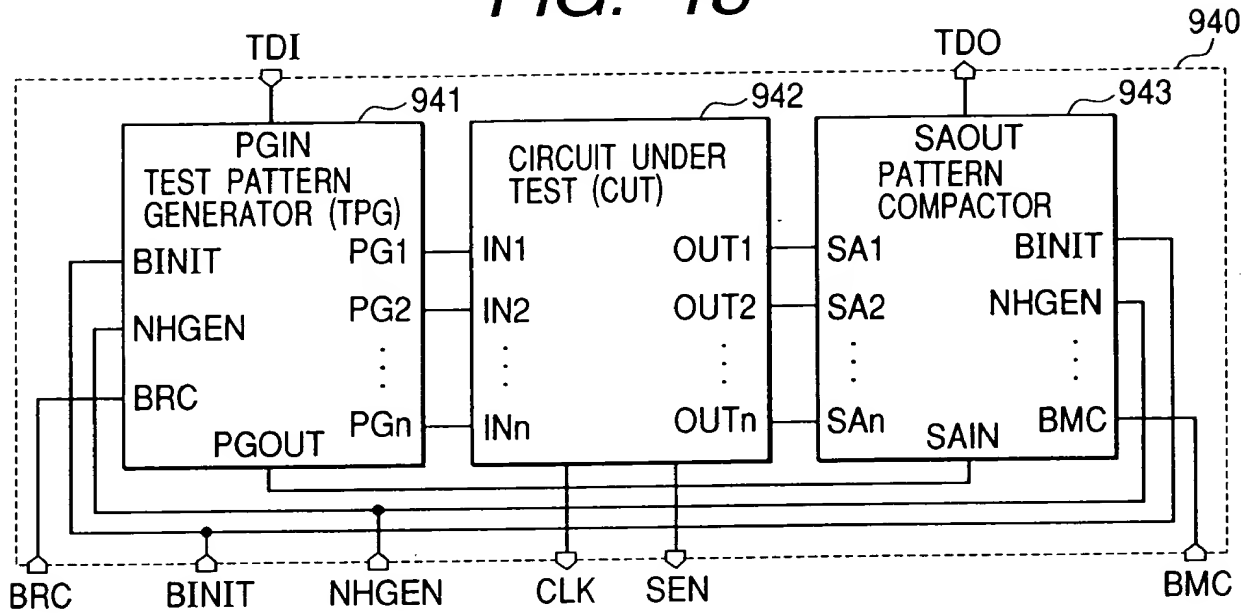 TDI
TDO
940
941
942
943
PGIN
TEST PATTERN
GENERATOR (TPG)
BINIT
NHGEN
BRC
PG1
PG2
PGn
PGOUT
CIRCUIT UNDER
TEST (CUT)
IN1
IN2
INn
OUT1
OUT2
OUTn
SAOUT
PATTERN
COMPACTOR
SA1
SA2
SAn
BINIT
NHGEN
BMC
SAIN
BRC
BINIT
NHGEN
CLK
SEN
BMC